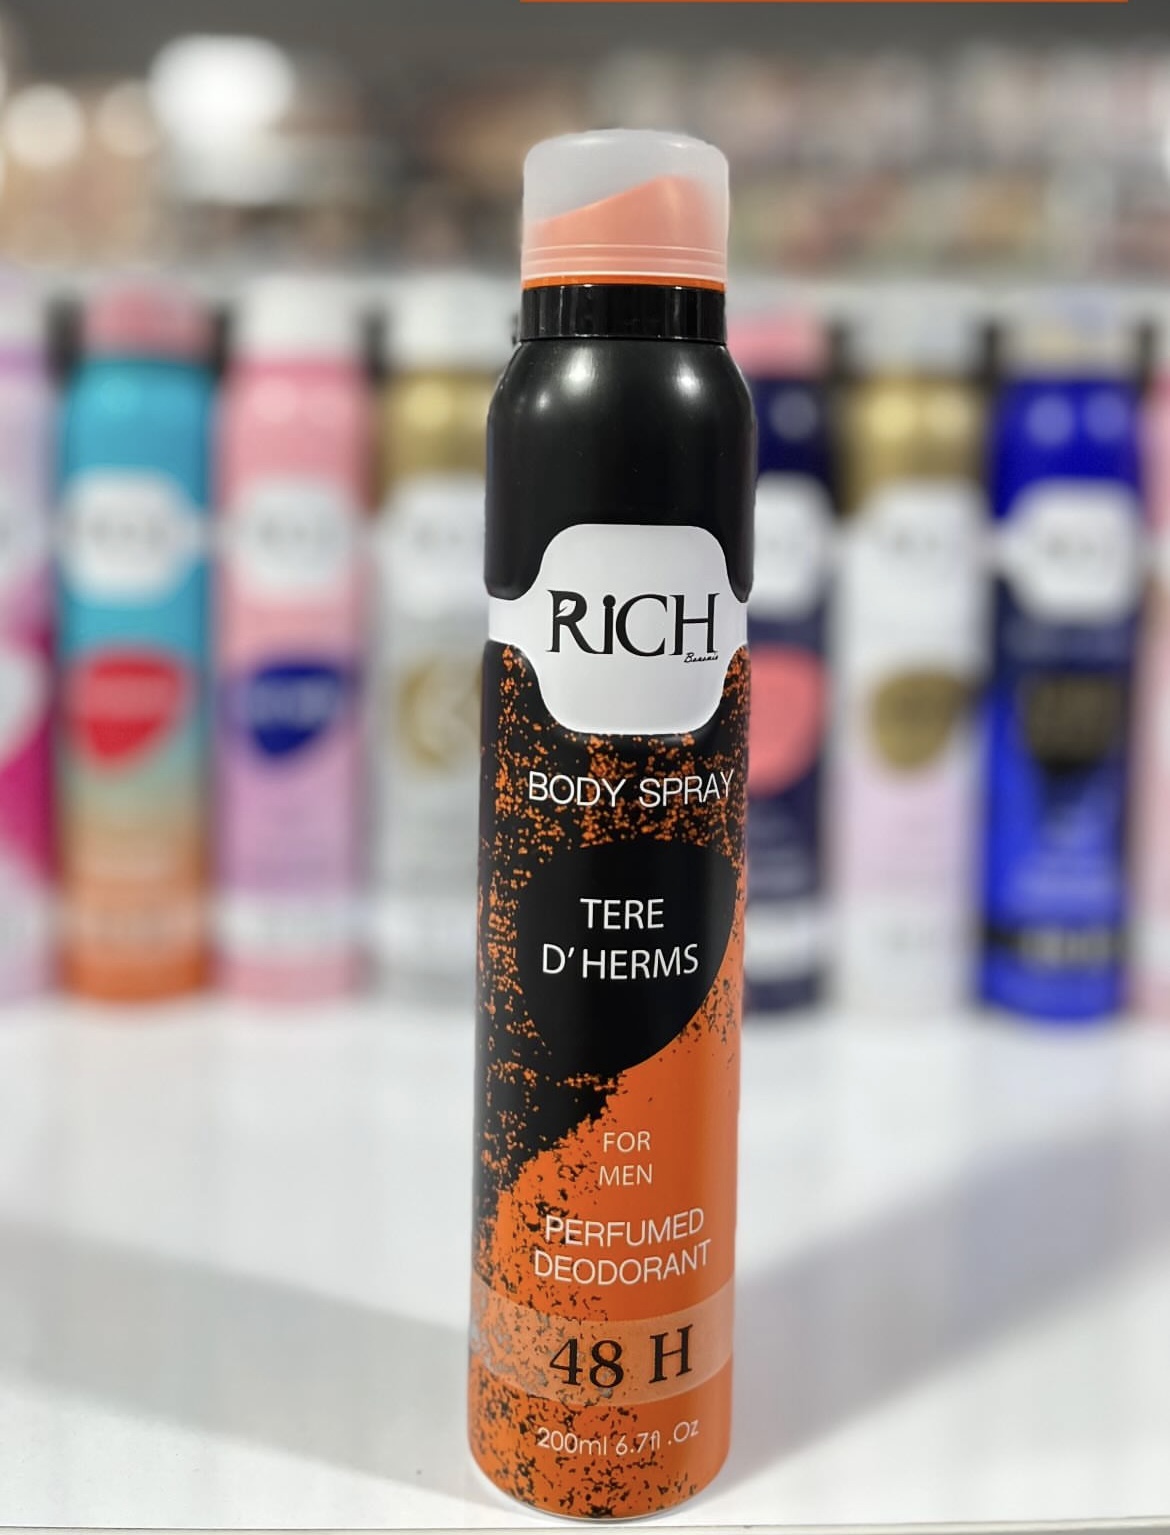 RiCH
BODY SPRAY
TERE
D'HERMS
FOR
MEN
PERFUMED
DEODORANT
48 H
200ml 6.7fl .Oz